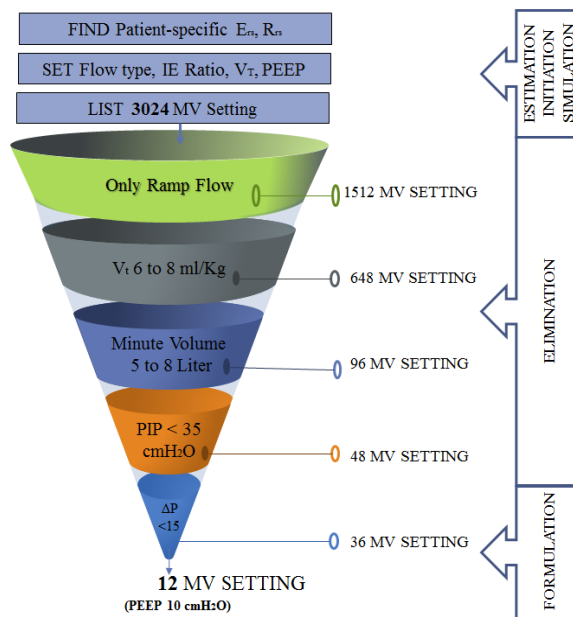 FIND Patient-specific Ers, Rrs
SET Flow type, IE Ratio, VT, PEEP
LIST 3024 MV Setting
Only Ramp Flow
1512 MV SETTING
Vt 6 to 8 ml/Kg
648 MV SETTING
Minute Volume
5 to 8 Liter
96 MV SETTING
PIP < 35
cmH2O
48 MV SETTING
ΔP
<15
36 MV SETTING
12 MV SETTING
(PEEP 10 cmH2O)
ESTIMATION
INITIATION
SIMULATION
ELIMINATION
FORMULATION